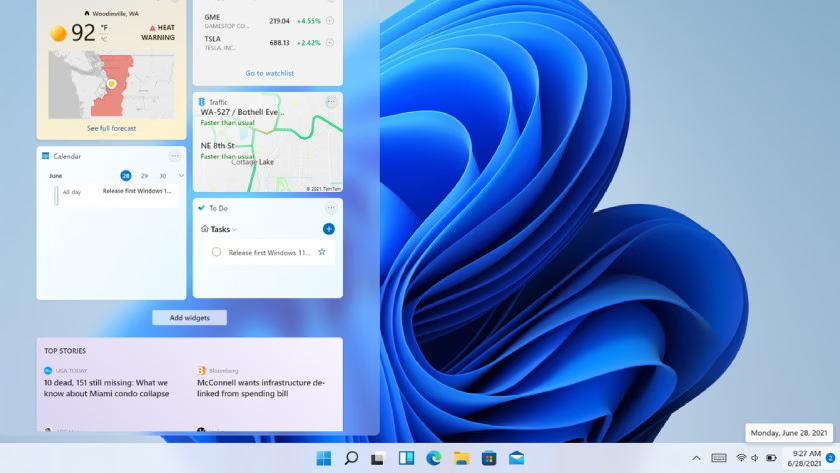 Woodinville, WA
92 °F
°C
HEAT
WARNING
See full forecast
GME
GAMESTOP CO...
219.04 +4.55%
TSLA
TESLA, INC.
688.13 +2.42%
Go to watchlist
Traffic
WA-527 / Bothell Eve...
Faster than usual
NE 8th St
Faster than usual
Cottage Lake
© 2021 TomTom
Calendar
June 28 29 30
All day Release first Windows 1...
To Do
Tasks
Release first Windows 11...
Add widgets
TOP STORIES
USA TODAY
10 dead, 151 still missing: What we
know about Miami condo collapse
Bloomberg
McConnell wants infrastructure de-
linked from spending bill
Monday, June 28, 2021
9:27 AM
6/28/2021
2